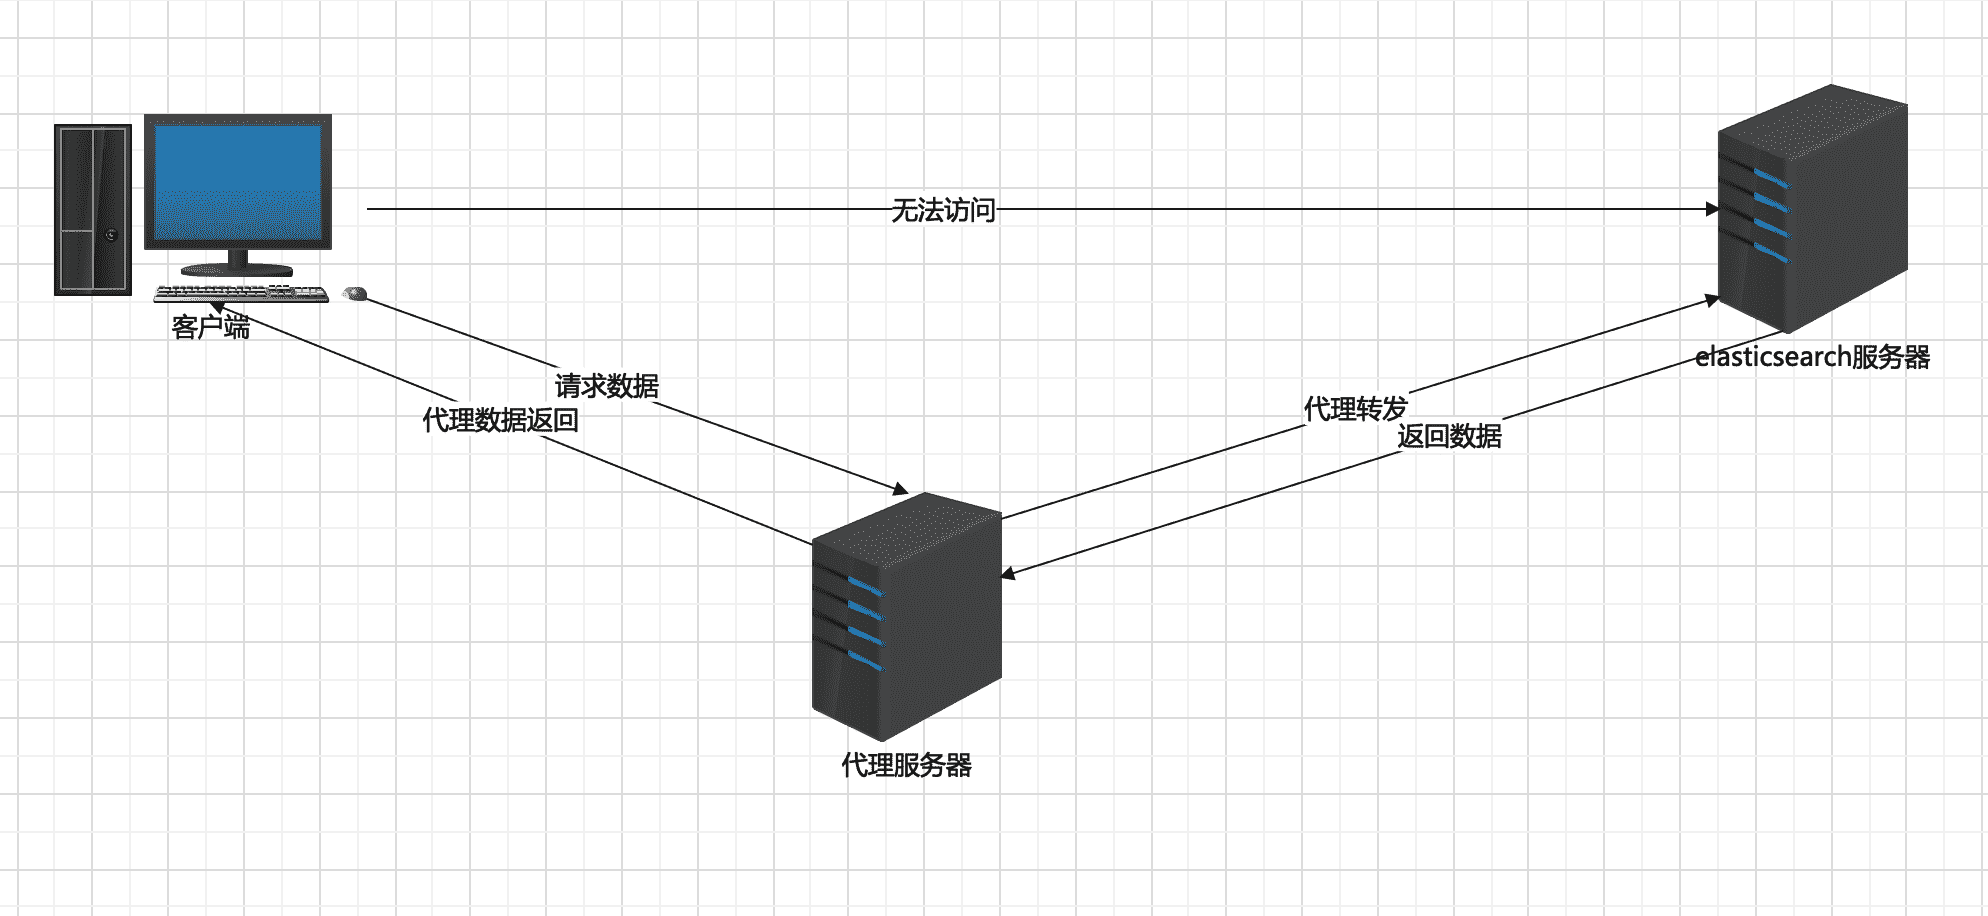 无法访问
客户端
elasticsearch服务器
请求数据
代理数据返回
代理转发
返回数据
代理服务器